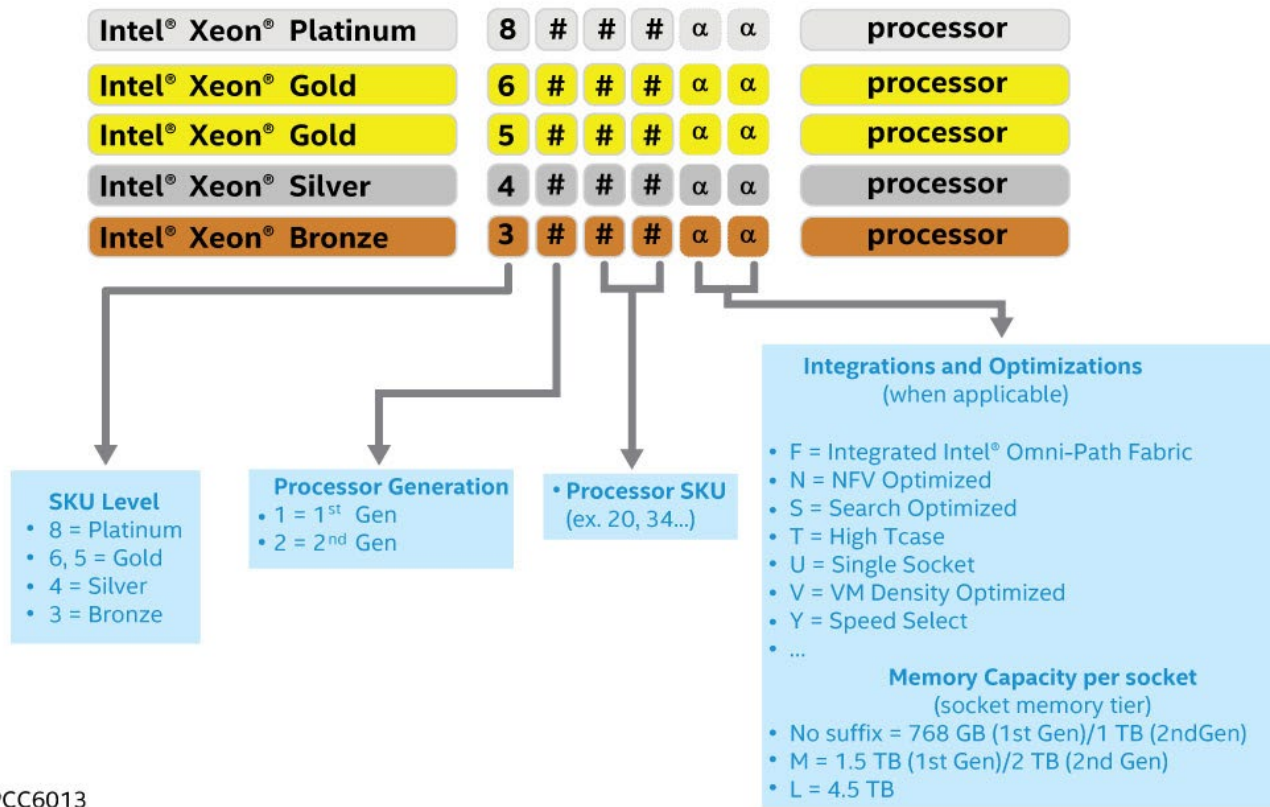 Intel® Xeon® Platinum 8 # # # α α processor
Intel® Xeon® Gold 6 # # # α α processor
Intel® Xeon® Gold 5 # # # α α processor
Intel® Xeon® Silver 4 # # # α α processor
Intel® Xeon® Bronze 3 # # # α α processor
SKU Level
• 8 = Platinum
• 6, 5 = Gold
• 4 = Silver
• 3 = Bronze
Processor Generation
• 1 = 1st Gen
• 2 = 2nd Gen
• Processor SKU
(ex. 20, 34...)
Integrations and Optimizations
(when applicable)
• F = Integrated Intel® Omni-Path Fabric
• N = NFV Optimized
• S = Search Optimized
• T = High Tcase
• U = Single Socket
• V = VM Density Optimized
• Y = Speed Select
• ...
Memory Capacity per socket
(socket memory tier)
• No suffix = 768 GB (1st Gen)/1 TB (2ndGen)
• M = 1.5 TB (1st Gen)/2 TB (2nd Gen)
• L = 4.5 TB
CC6013